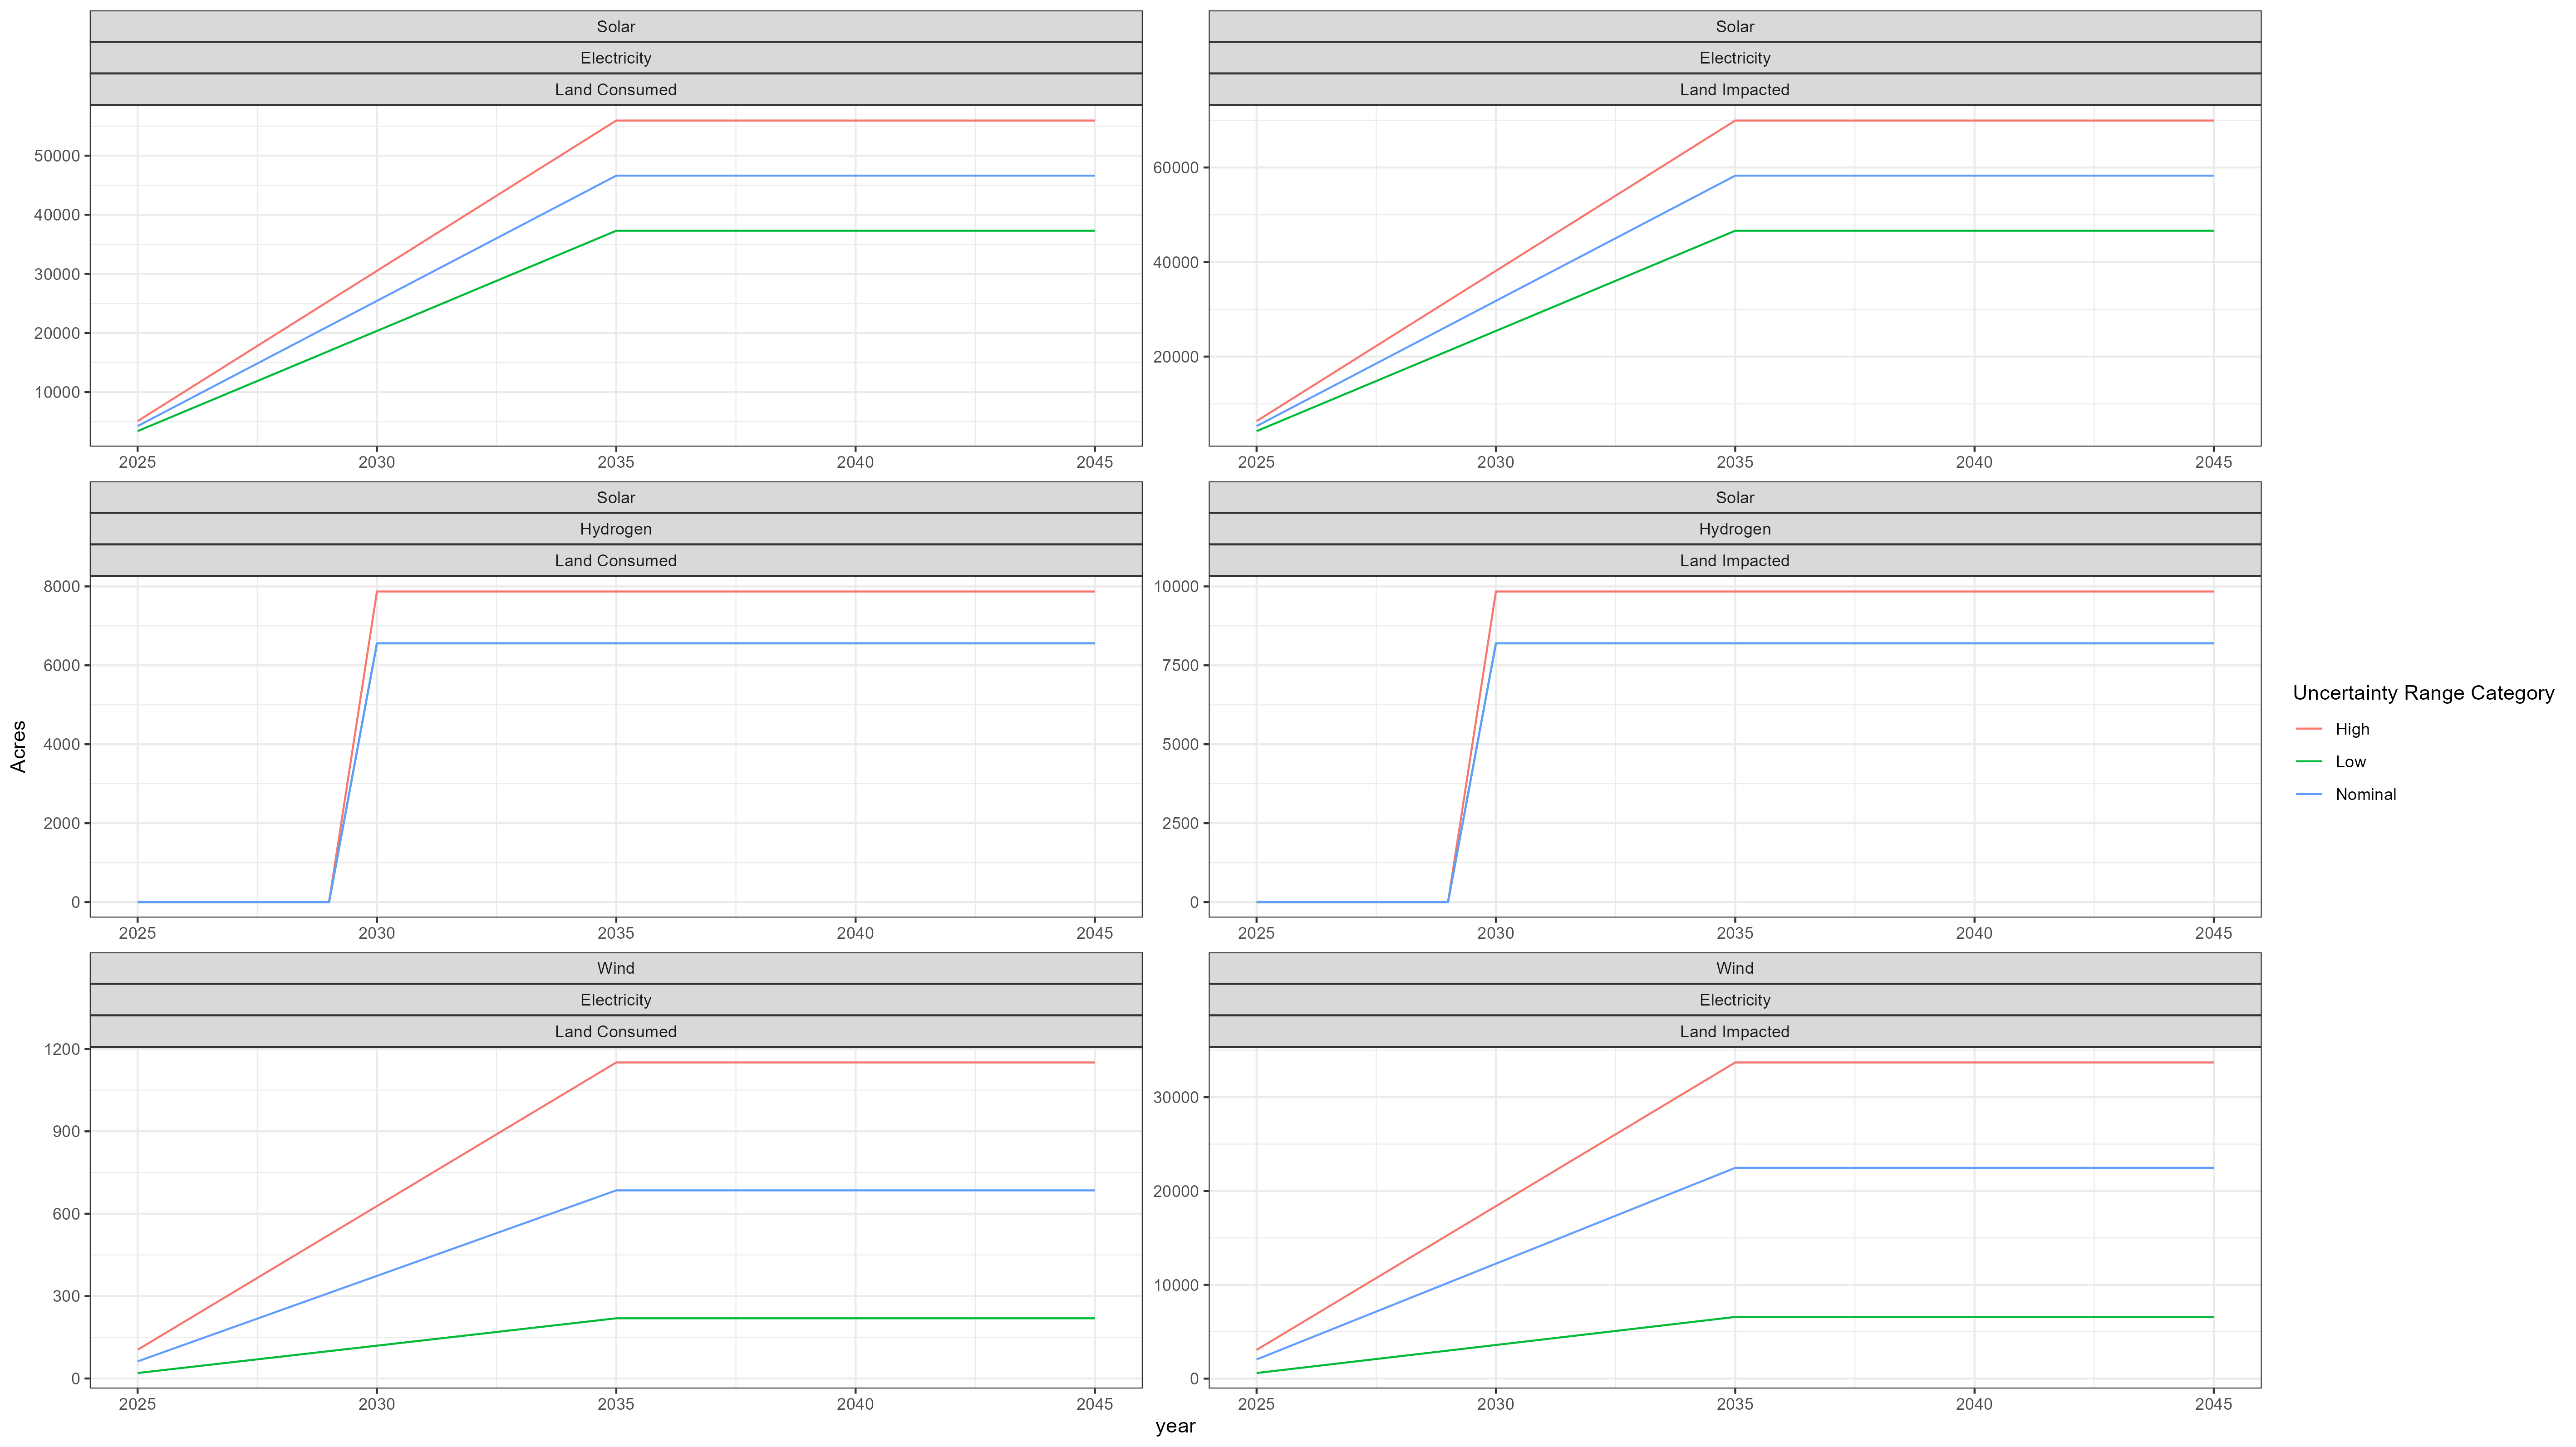 Solar
Electricity
Land Consumed
50000
40000
30000
20000
10000
2025 2030 2035 2040 2045
Solar
Electricity
Land Impacted
60000
40000
20000
2025 2030 2035 2040 2045
Solar
Hydrogen
Land Consumed
8000
6000
4000
2000
0
2025 2030 2035 2040 2045
Solar
Hydrogen
Land Impacted
10000
7500
5000
2500
0
2025 2030 2035 2040 2045
Wind
Electricity
Land Consumed
1200
900
600
300
0
2025 2030 2035 2040 2045
Wind
Electricity
Land Impacted
30000
20000
10000
0
2025 2030 2035 2040 2045
Acres
year
Uncertainty Range Category
High
Low
Nominal